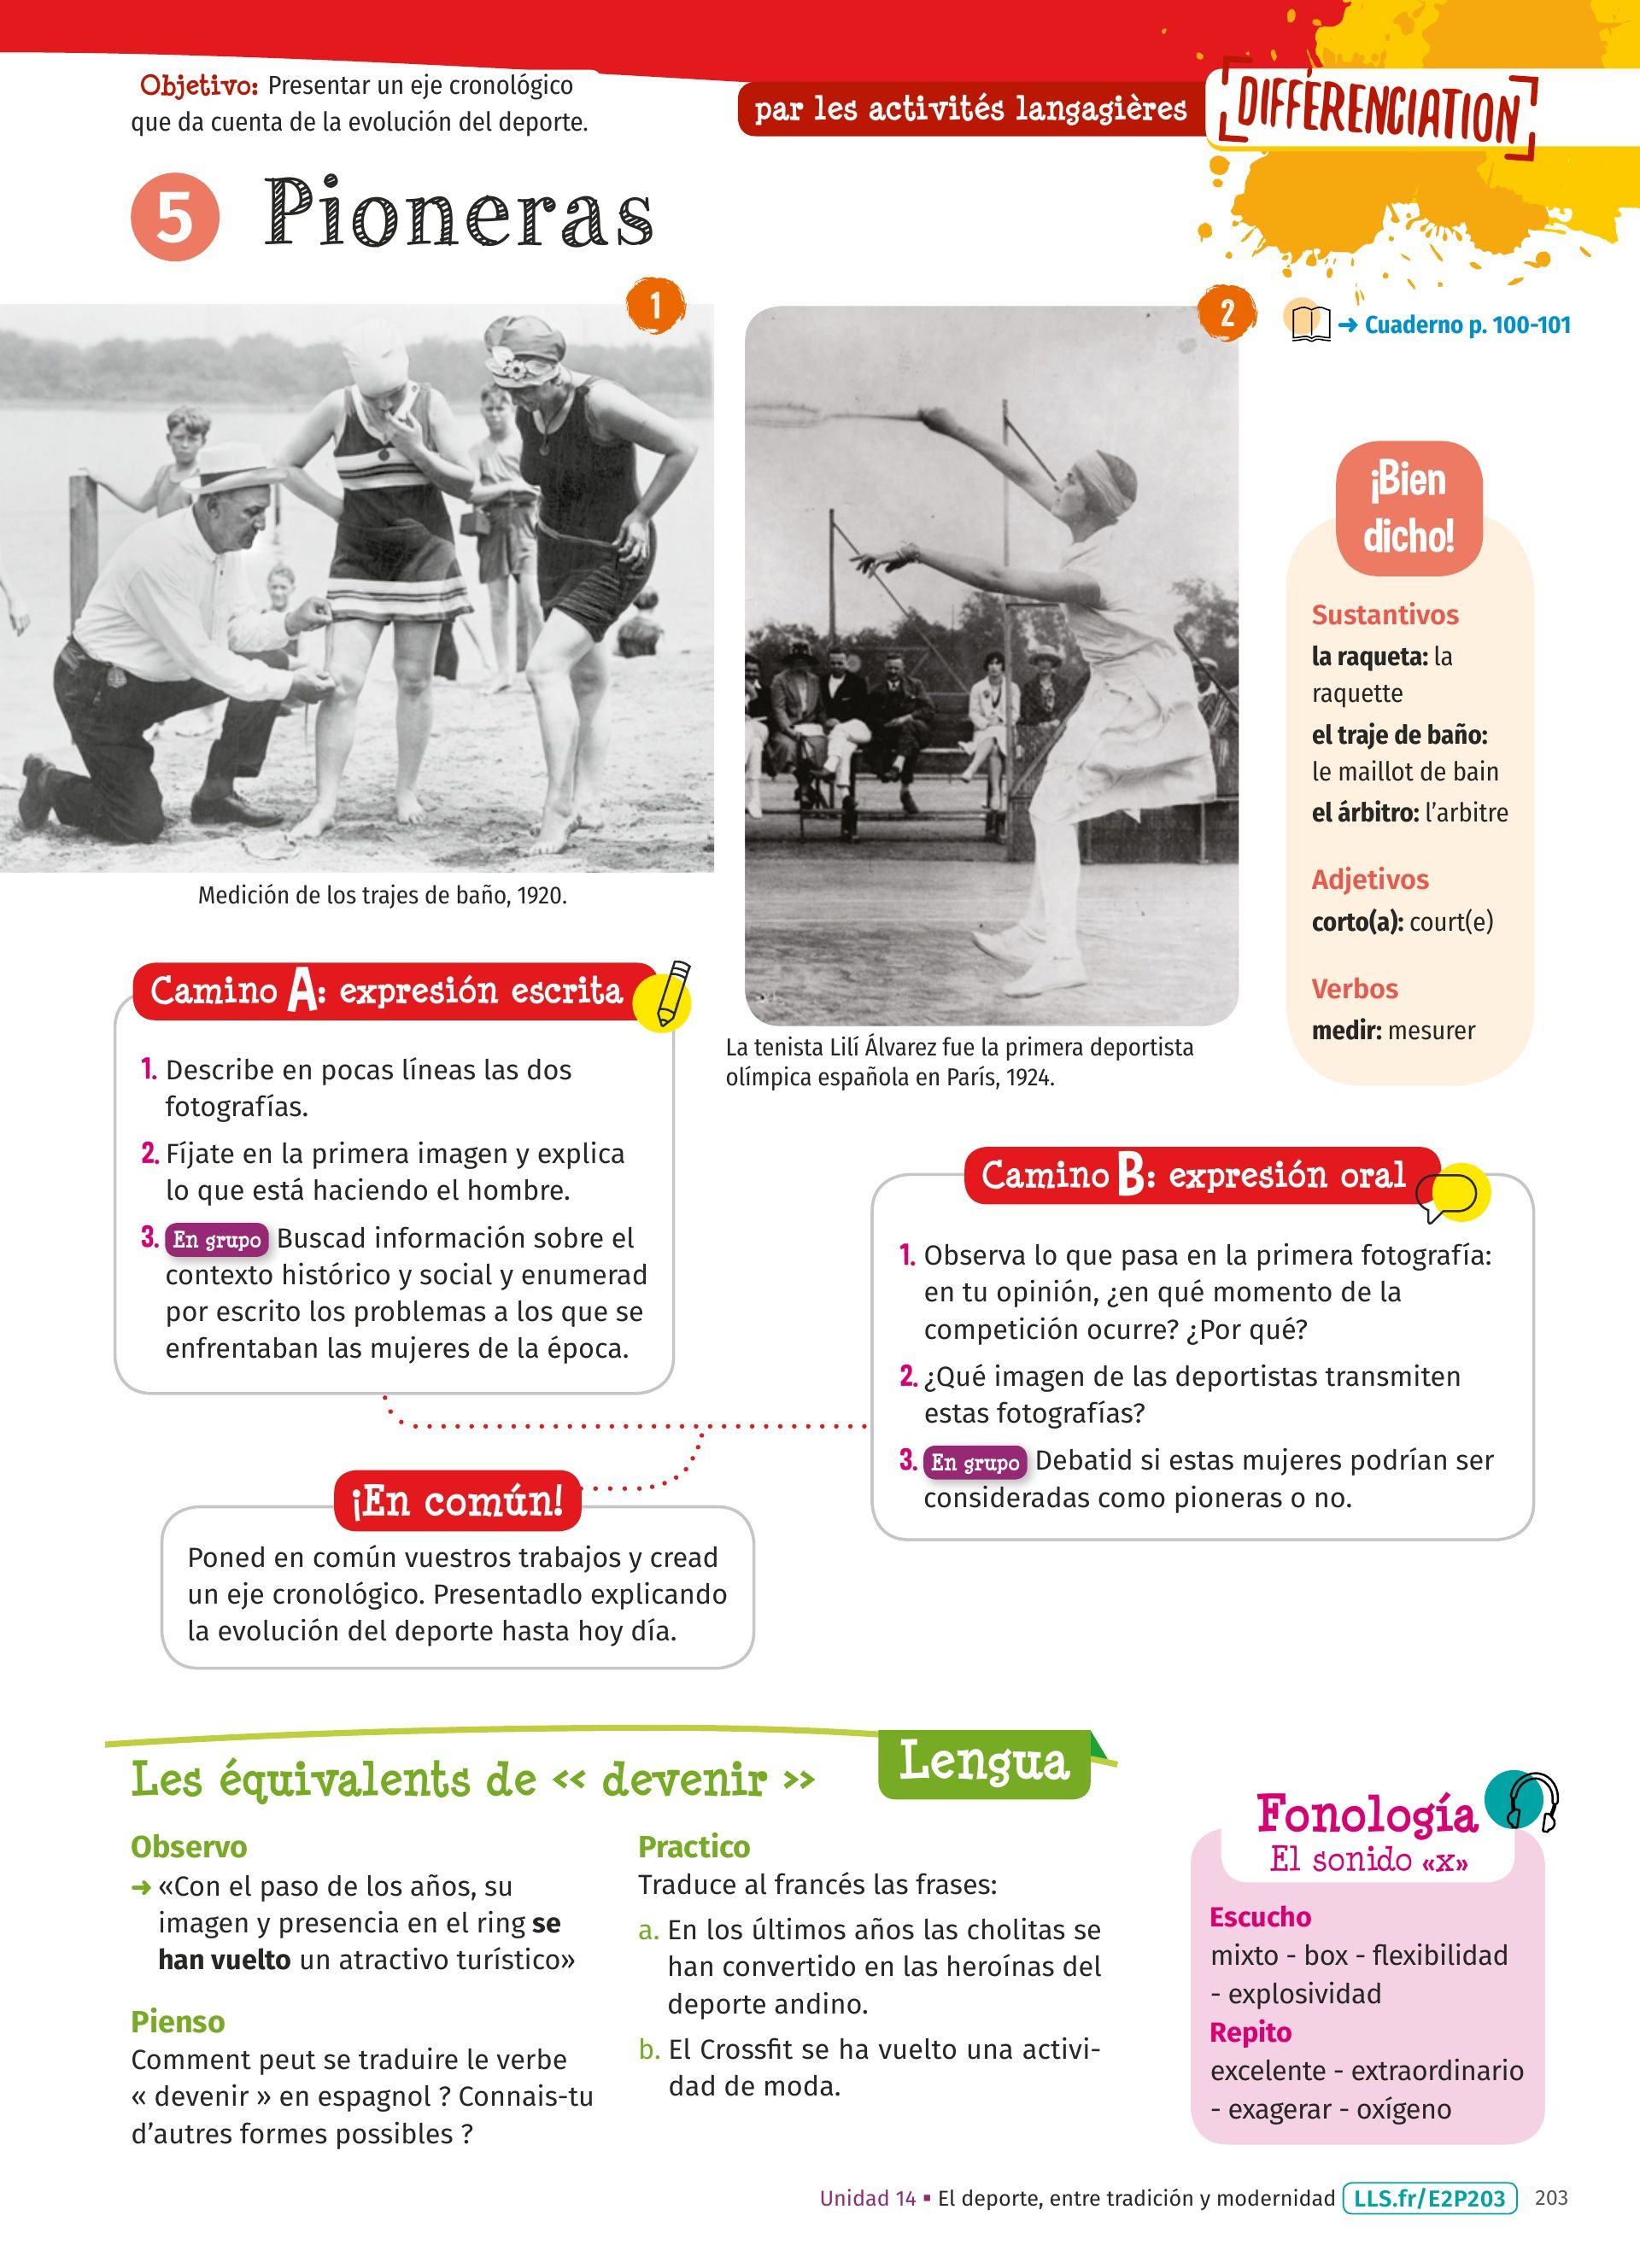 Objetivo: Presentar un eje cronológico
que da cuenta de la evolución del deporte.
par les activités langagières
DIFFÉRENCIATION
5 Pioneras
1
2
➜ Cuaderno p. 100-101
¡Bien
dicho!
Sustantivos
la raqueta: la
raquette
el traje de baño:
le maillot de bain
el árbitro: l'arbitre
Adjetivos
corto(a): court(e)
Verbos
medir: mesurer
Medición de los trajes de baño, 1920.
La tenista Lilí Álvarez fue la primera deportista
olímpica española en París, 1924.
Camino A: expresión escrita
1. Describe en pocas líneas las dos
fotografías.
2. Fíjate en la primera imagen y explica
lo que está haciendo el hombre.
3. En grupo Buscad información sobre el
contexto histórico y social y enumerad
por escrito los problemas a los que se
enfrentaban las mujeres de la época.
Camino B: expresión oral
1. Observa lo que pasa en la primera fotografía:
en tu opinión, ¿en qué momento de la
competición ocurre? ¿Por qué?
2. ¿Qué imagen de las deportistas transmiten
estas fotografías?
3. En grupo Debatid si estas mujeres podrían ser
consideradas como pioneras o no.
¡En común!
Poned en común vuestros trabajos y cread
un eje cronológico. Presentadlo explicando
la evolución del deporte hasta hoy día.
Lengua
Les équivalents de « devenir »
Observo
➜ «Con el paso de los años, su
imagen y presencia en el ring se
han vuelto un atractivo turístico»
Pienso
Comment peut se traduire le verbe
« devenir » en espagnol ? Connais-tu
d'autres formes possibles ?
Practico
Traduce al francés las frases:
a. En los últimos años las cholitas se
han convertido en las heroínas del
deporte andino.
b. El Crossfit se ha vuelto una activi-
dad de moda.
Fonología
El sonido «x»
Escucho
mixto - box - flexibilidad
- explosividad
Repito
excelente - extraordinario
- exagerar - oxígeno
Unidad 14 ▪ El deporte, entre tradición y modernidad LLS.fr/E2P203 203